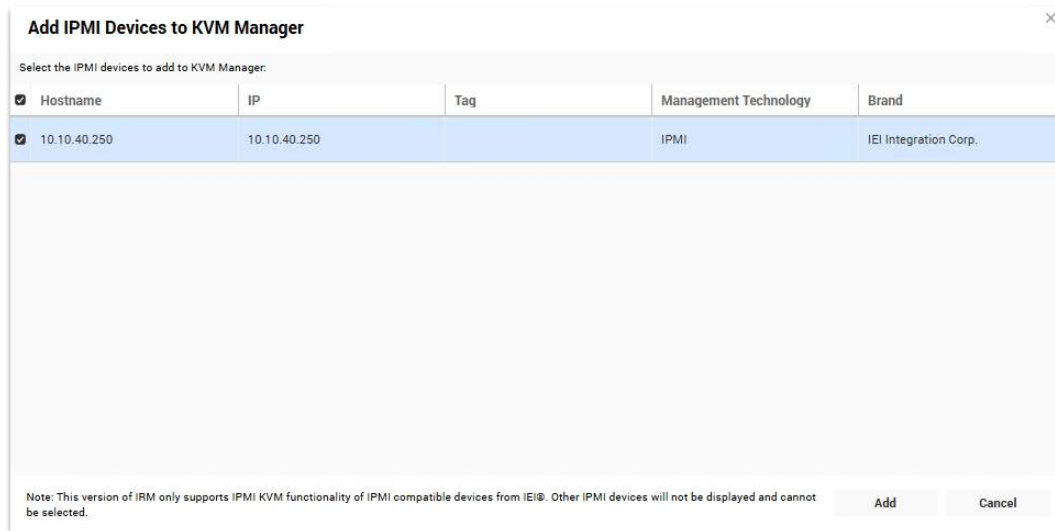 Add IPMI Devices to KVM Manager
Select the IPMI devices to add to KVM Manager:
Hostname IP Tag Management Technology Brand
10.10.40.250 10.10.40.250 IPMI IEI Integration Corp.
Note: This version of IRM only supports IPMI KVM functionality of IPMI compatible devices from IEI®. Other IPMI devices will not be displayed and cannot
be selected.
Add Cancel